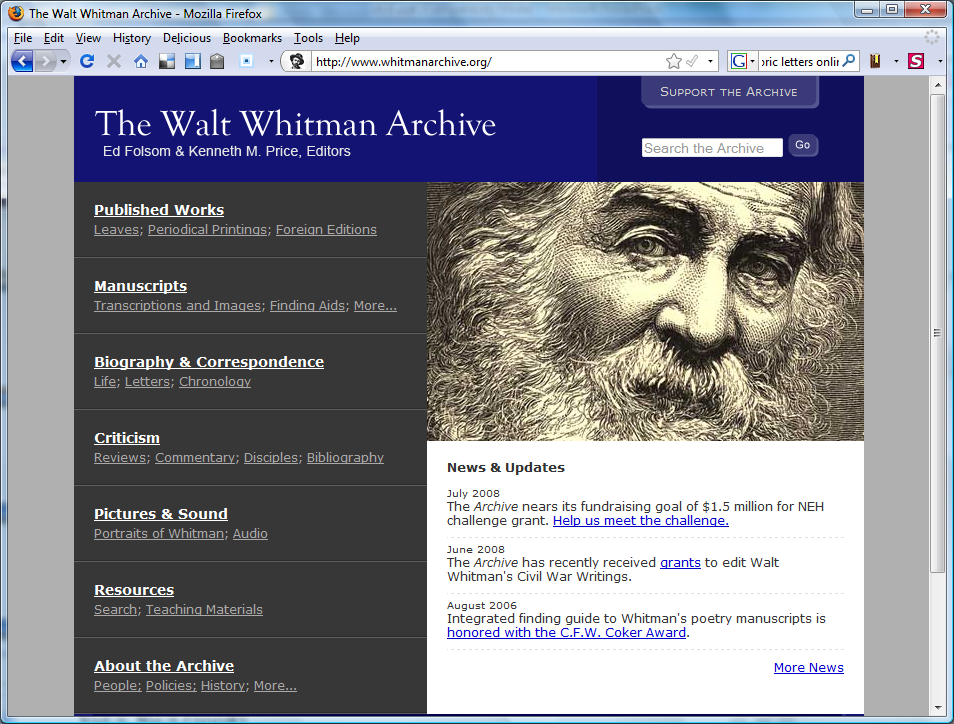 The Walt Whitman Archive - Mozilla Firefox
File Edit View History Delicious Bookmarks Tools Help
http://www.whitmanarchive.org/
G
letters onlin
S
Support the Archive
The Walt Whitman Archive
Ed Folsom & Kenneth M. Price, Editors
Search the Archive
Go
Published Works
Leaves; Periodical Printings; Foreign Editions
Manuscripts
Transcriptions and Images; Finding Aids; More...
Biography & Correspondence
Life; Letters; Chronology
Criticism
Reviews; Commentary; Disciples; Bibliography
Pictures & Sound
Portraits of Whitman; Audio
Resources
Search; Teaching Materials
About the Archive
People; Policies; History; More...
News & Updates
July 2008
The Archive nears its fundraising goal of $1.5 million for NEH
challenge grant. Help us meet the challenge.
June 2008
The Archive has recently received grants to edit Walt
Whitman's Civil War Writings.
August 2006
Integrated finding guide to Whitman's poetry manuscripts is
honored with the C.F.W. Coker Award.
More News